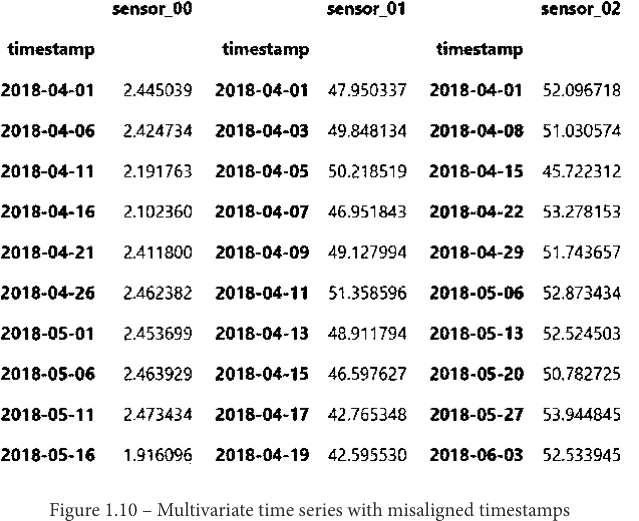 sensor_00 sensor_01 sensor_02
timestamp timestamp timestamp
2018-04-01 2.445039 2018-04-01 47.950337 2018-04-01 52.096718
2018-04-06 2.424734 2018-04-03 49.848134 2018-04-08 51.030574
2018-04-11 2.191763 2018-04-05 50.218519 2018-04-15 45.722312
2018-04-16 2.102360 2018-04-07 46.951843 2018-04-22 53.278153
2018-04-21 2.411800 2018-04-09 49.127994 2018-04-29 51.743657
2018-04-26 2.462382 2018-04-11 51.358596 2018-05-06 52.873434
2018-05-01 2.453699 2018-04-13 48.911794 2018-05-13 52.524503
2018-05-06 2.463929 2018-04-15 46.597627 2018-05-20 50.782725
2018-05-11 2.473434 2018-04-17 42.765348 2018-05-27 53.944845
2018-05-16 1.916096 2018-04-19 42.595530 2018-06-03 52.533945
Figure 1.10 – Multivariate time series with misaligned timestamps